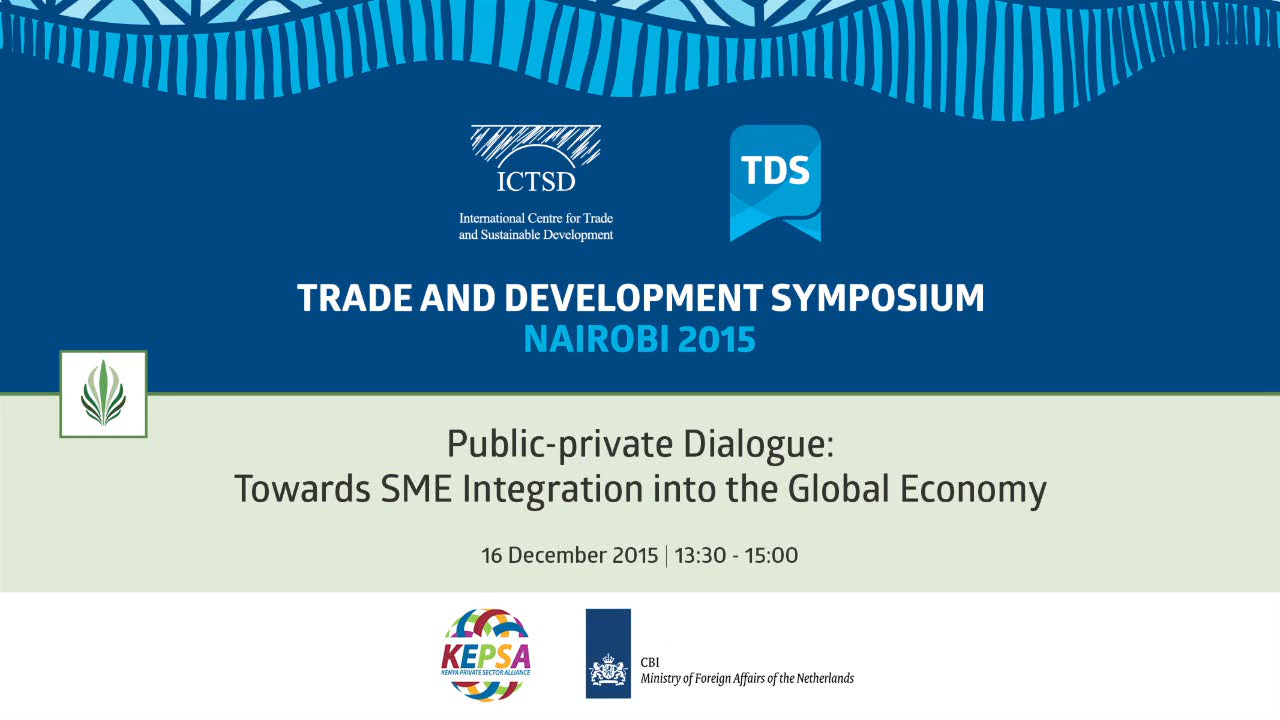 ICTSD
International Centre for Trade
and Sustainable Development
TDS
TRADE AND DEVELOPMENT SYMPOSIUM
NAIROBI 2015
Public-private Dialogue:
Towards SME Integration into the Global Economy
16 December 2015 | 13:30 - 15:00
KEPSA
KENYA PRIVATE SECTOR ALLIANCE
CBI
Ministry of Foreign Affairs of the Netherlands